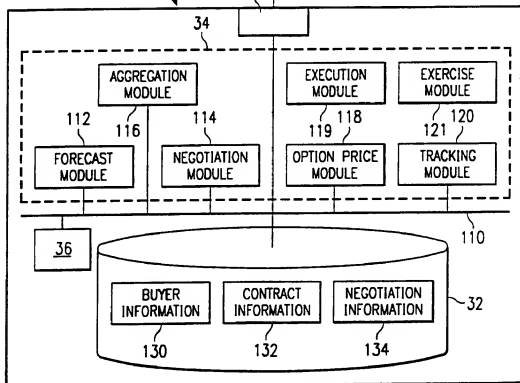 34
AGGREGATION
MODULE
EXECUTION
MODULE
EXERCISE
MODULE
112
116
114
119
118
121
120
FORECAST
MODULE
NEGOTIATION
MODULE
OPTION PRICE
MODULE
TRACKING
MODULE
36
110
BUYER
INFORMATION
CONTRACT
INFORMATION
NEGOTIATION
INFORMATION
32
130
132
134